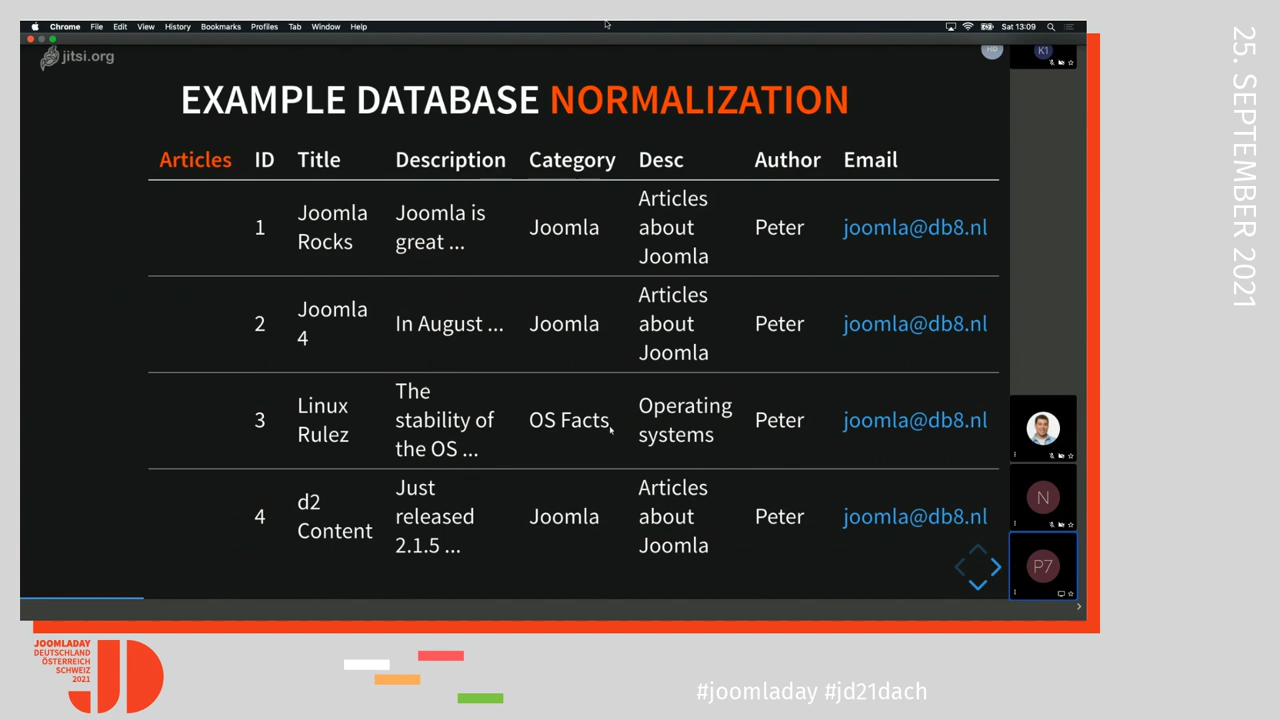 Chrome File Edit View History Bookmarks Profiles Tab Window Help
Sat 13:09
jitsi.org
HD
K1
EXAMPLE DATABASE NORMALIZATION
Articles ID Title Description Category Desc Author Email
1 Joomla Rocks Joomla is great ... Joomla Articles about Joomla Peter joomla@db8.nl
2 Joomla 4 In August ... Joomla Articles about Joomla Peter joomla@db8.nl
3 Linux Rulez The stability of the OS ... OS Facts Operating systems Peter joomla@db8.nl
4 d2 Content Just released 2.1.5 ... Joomla Articles about Joomla Peter joomla@db8.nl
N
P7
25. SEPTEMBER 2021
JOOMLADAY
DEUTSCHLAND
ÖSTERREICH
SCHWEIZ
2021
JD
#joomladay #jd21dach